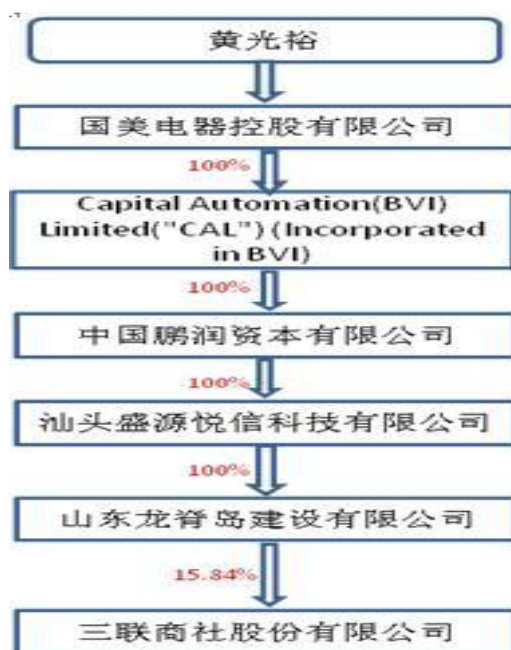 黄光裕
国美电器控股有限公司
100%
Capital Automation(BVI)
Limited("CAL") (Incorporated
in BVI)
100%
中国鹏润资本有限公司
100%
汕头盛源悦信科技有限公司
100%
山东龙脊岛建设有限公司
15.84%
三联商社股份有限公司